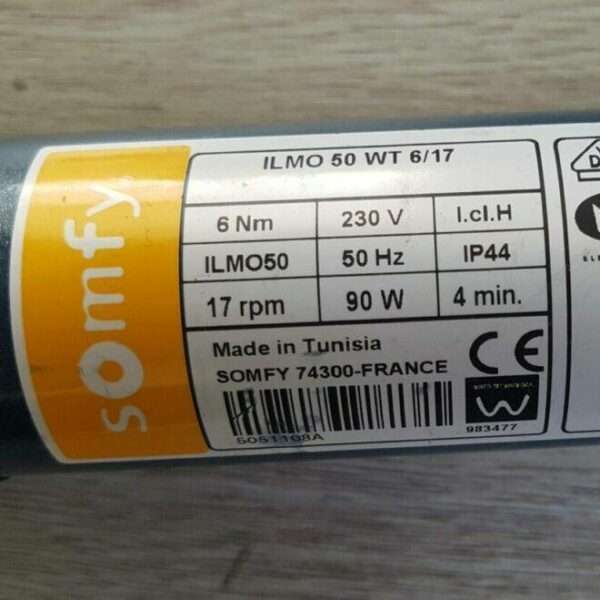 somfy
ILMO 50 WT 6/17
6 Nm 230 V I.cl.H
ILMO50 50 Hz IP44
17 rpm 90 W 4 min.
Made in Tunisia
SOMFY 74300-FRANCE
CE
W
5051108A
983477